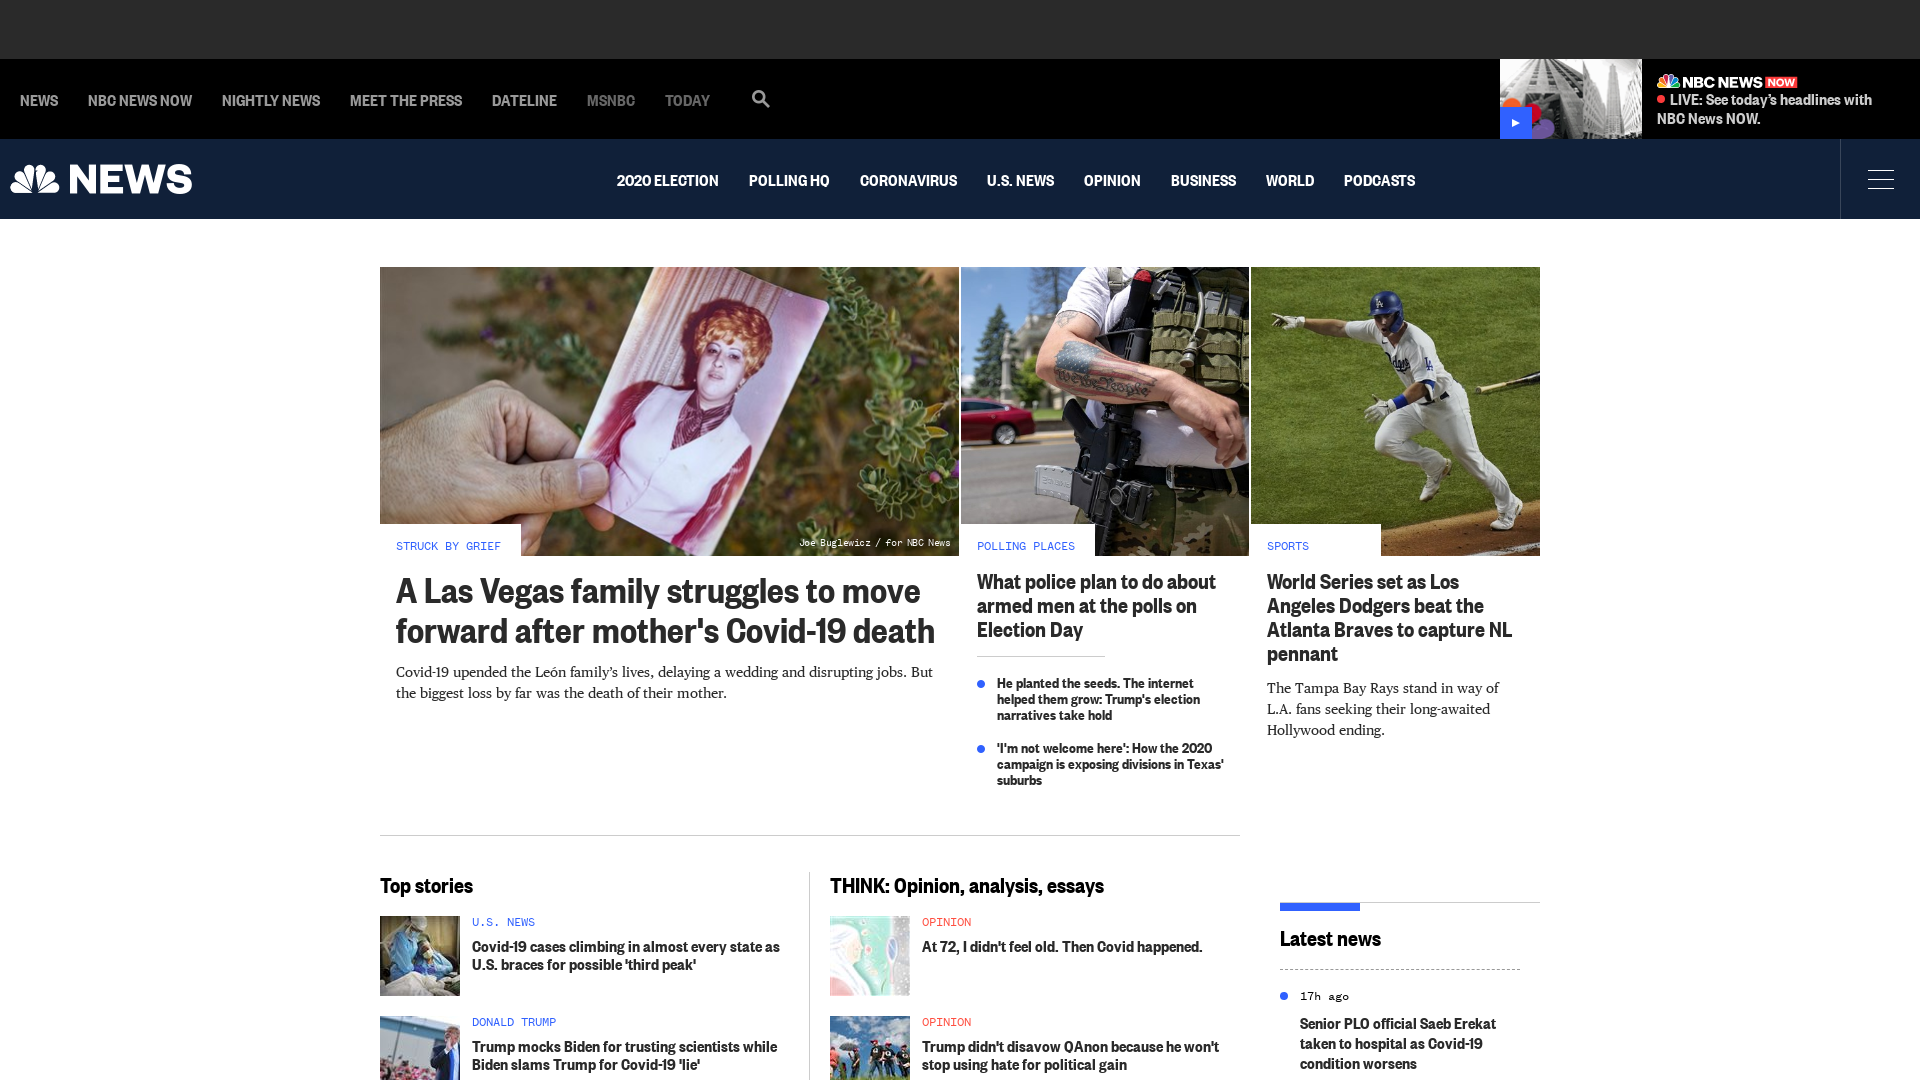 NEWS NBC NEWS NOW NIGHTLY NEWS MEET THE PRESS DATELINE MSNBC TODAY
NBC NEWS NOW
LIVE: See today's headlines with
NBC News NOW.
NEWS
2020 ELECTION POLLING HQ CORONAVIRUS U.S. NEWS OPINION BUSINESS WORLD PODCASTS
Joe Buglewicz / for NBC News
STRUCK BY GRIEF
A Las Vegas family struggles to move
forward after mother's Covid-19 death
Covid-19 upended the León family’s lives, delaying a wedding and disrupting jobs. But
the biggest loss by far was the death of their mother.
We the People
POLLING PLACES
What police plan to do about
armed men at the polls on
Election Day
He planted the seeds. The internet
helped them grow: Trump's election
narratives take hold
'I'm not welcome here': How the 2020
campaign is exposing divisions in Texas'
suburbs
LA
Dodgers
LA
SPORTS
World Series set as Los
Angeles Dodgers beat the
Atlanta Braves to capture NL
pennant
The Tampa Bay Rays stand in way of
L.A. fans seeking their long-awaited
Hollywood ending.
Top stories
U.S. NEWS
Covid-19 cases climbing in almost every state as
U.S. braces for possible 'third peak'
DONALD TRUMP
Trump mocks Biden for trusting scientists while
Biden slams Trump for Covid-19 'lie'
THINK: Opinion, analysis, essays
OPINION
At 72, I didn't feel old. Then Covid happened.
OPINION
Trump didn't disavow QAnon because he won't
stop using hate for political gain
Latest news
17h ago
Senior PLO official Saeb Erekat
taken to hospital as Covid-19
condition worsens